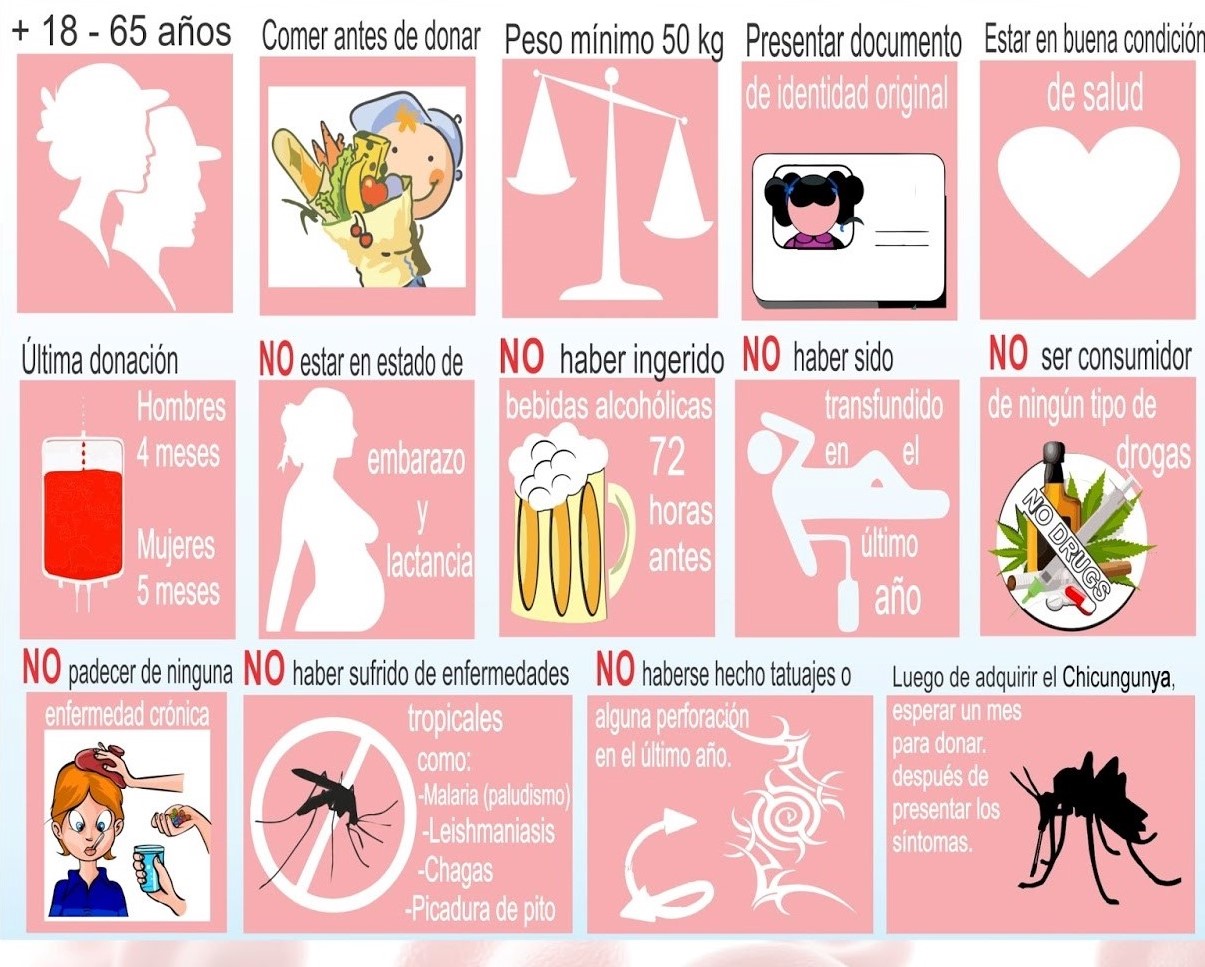 + 18 - 65 años
Comer antes de donar
Peso mínimo 50 kg
Presentar documento
de identidad original
Estar en buena condición
de salud
Última donación
Hombres
4 meses
Mujeres
5 meses
NO estar en estado de
embarazo
y
lactancia
NO haber ingerido
bebidas alcohólicas
72
horas
antes
NO haber sido
transfundido
en el
último
año
NO ser consumidor
de ningún tipo de
drogas
NO DRUGS
NO padecer de ninguna
enfermedad crónica
NO haber sufrido de enfermedades
tropicales
como:
-Malaria (paludismo)
-Leishmaniasis
-Chagas
-Picadura de pito
NO haberse hecho tatuajes o
alguna perforación
en el último año.
Luego de adquirir el Chicungunya,
esperar un mes
para donar.
después de
presentar los
síntomas.